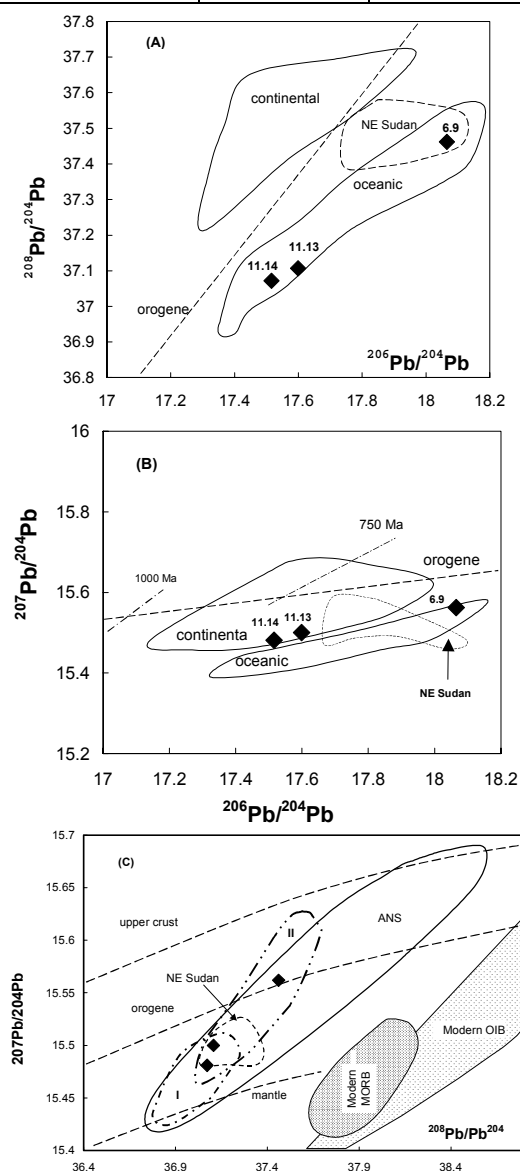 37.8
37.7
37.6
37.5
37.4
37.3
37.2
37.1
37
36.9
36.8
208Pb/204Pb
(A)
continental
NE Sudan
6.9
oceanic
11.13
11.14
orogene
206Pb/204Pb
17
17.2
17.4
17.6
17.8
18
18.2
16
15.8
15.6
15.4
15.2
207Pb/204Pb
(B)
750 Ma
1000 Ma
orogene
6.9
11.13
11.14
continenta
oceanic
NE Sudan
17
17.2
17.4
17.6
17.8
18
18.2
206Pb/204Pb
15.7
15.65
15.6
15.55
15.5
15.45
15.4
207Pb/204Pb
(C)
ANS
upper crust
II
NE Sudan
orogene
Modern OIB
Modern
MORB
I
mantle
208Pb/Pb204
36.4
36.9
37.4
37.9
38.4